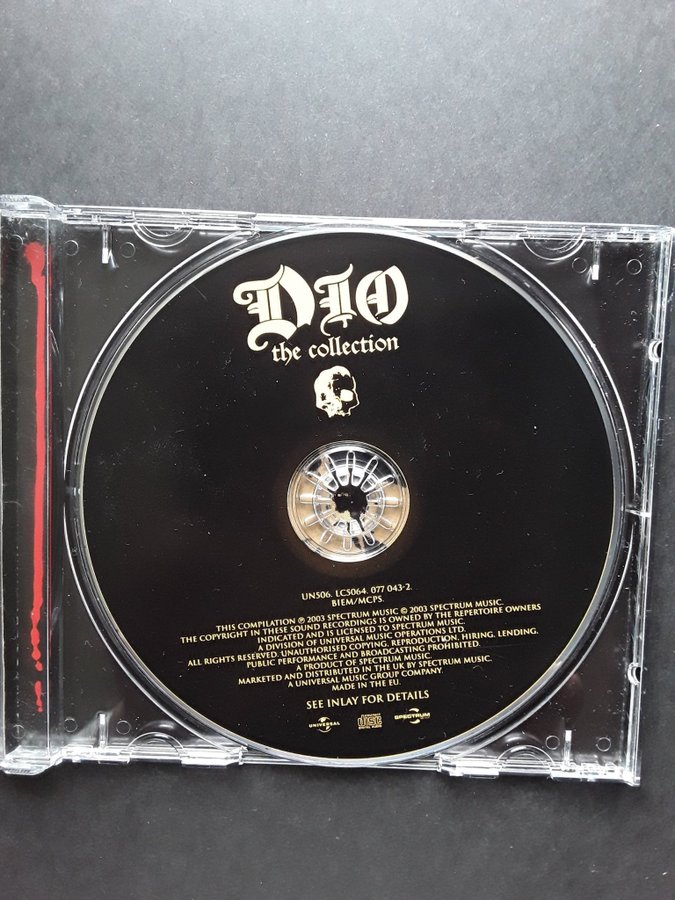 DIO
the collection
UN506. LC5064. 077 043-2.
BIEM/MCPS.
THIS COMPILATION ℗ 2003 SPECTRUM MUSIC © 2003 SPECTRUM MUSIC.
THE COPYRIGHT IN THESE SOUND RECORDINGS IS OWNED BY THE REPERTOIRE OWNERS
INDICATED AND IS LICENSED TO SPECTRUM MUSIC.
A DIVISION OF UNIVERSAL MUSIC OPERATIONS LTD.
ALL RIGHTS RESERVED. UNAUTHORISED COPYING, REPRODUCTION, HIRING, LENDING,
PUBLIC PERFORMANCE AND BROADCASTING PROHIBITED.
A PRODUCT OF SPECTRUM MUSIC.
MARKETED AND DISTRIBUTED IN THE UK BY SPECTRUM MUSIC.
A UNIVERSAL MUSIC GROUP COMPANY.
MADE IN THE EU.
SEE INLAY FOR DETAILS
UNIVERSAL
COMPACT disc DIGITAL AUDIO
SPECTRUM